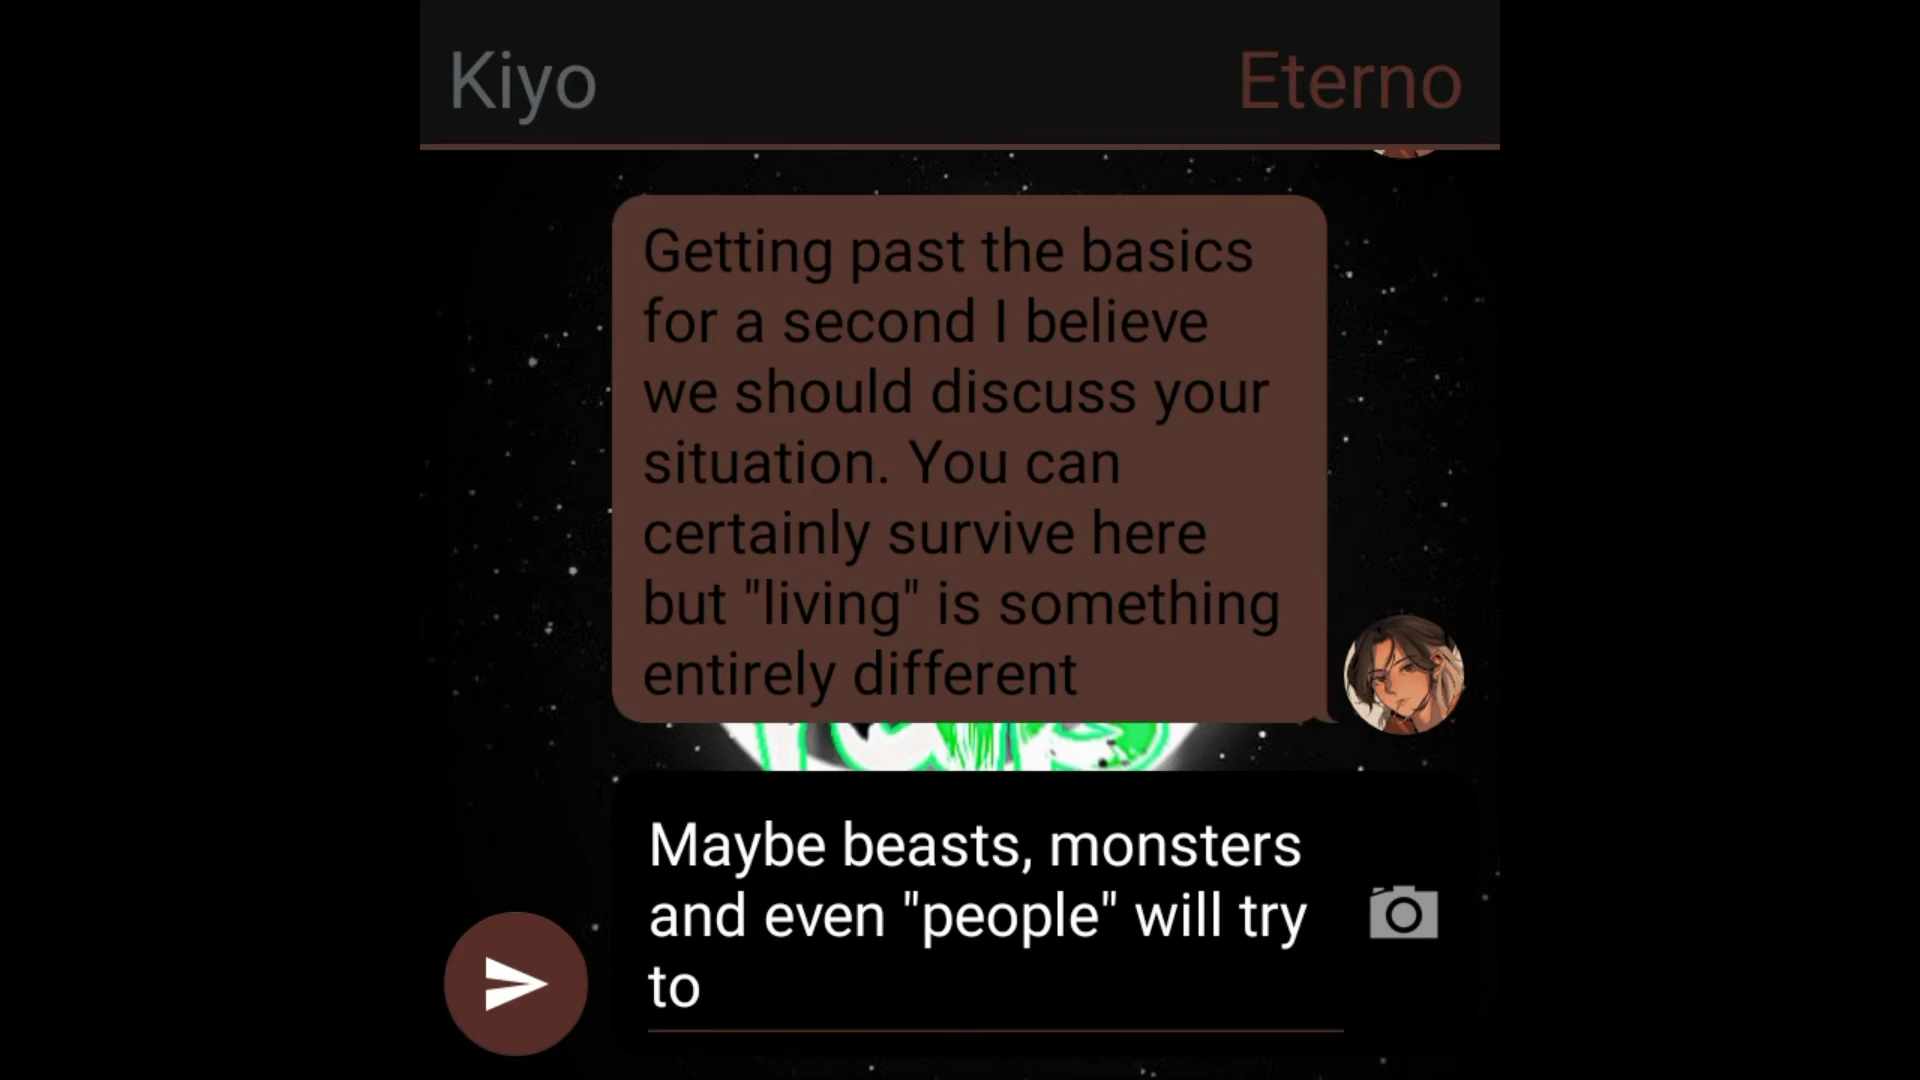 Kiyo
Eterno
Getting past the basics
for a second I believe
we should discuss your
situation. You can
certainly survive here
but "living" is something
entirely different
Maybe beasts, monsters
and even "people" will try
to